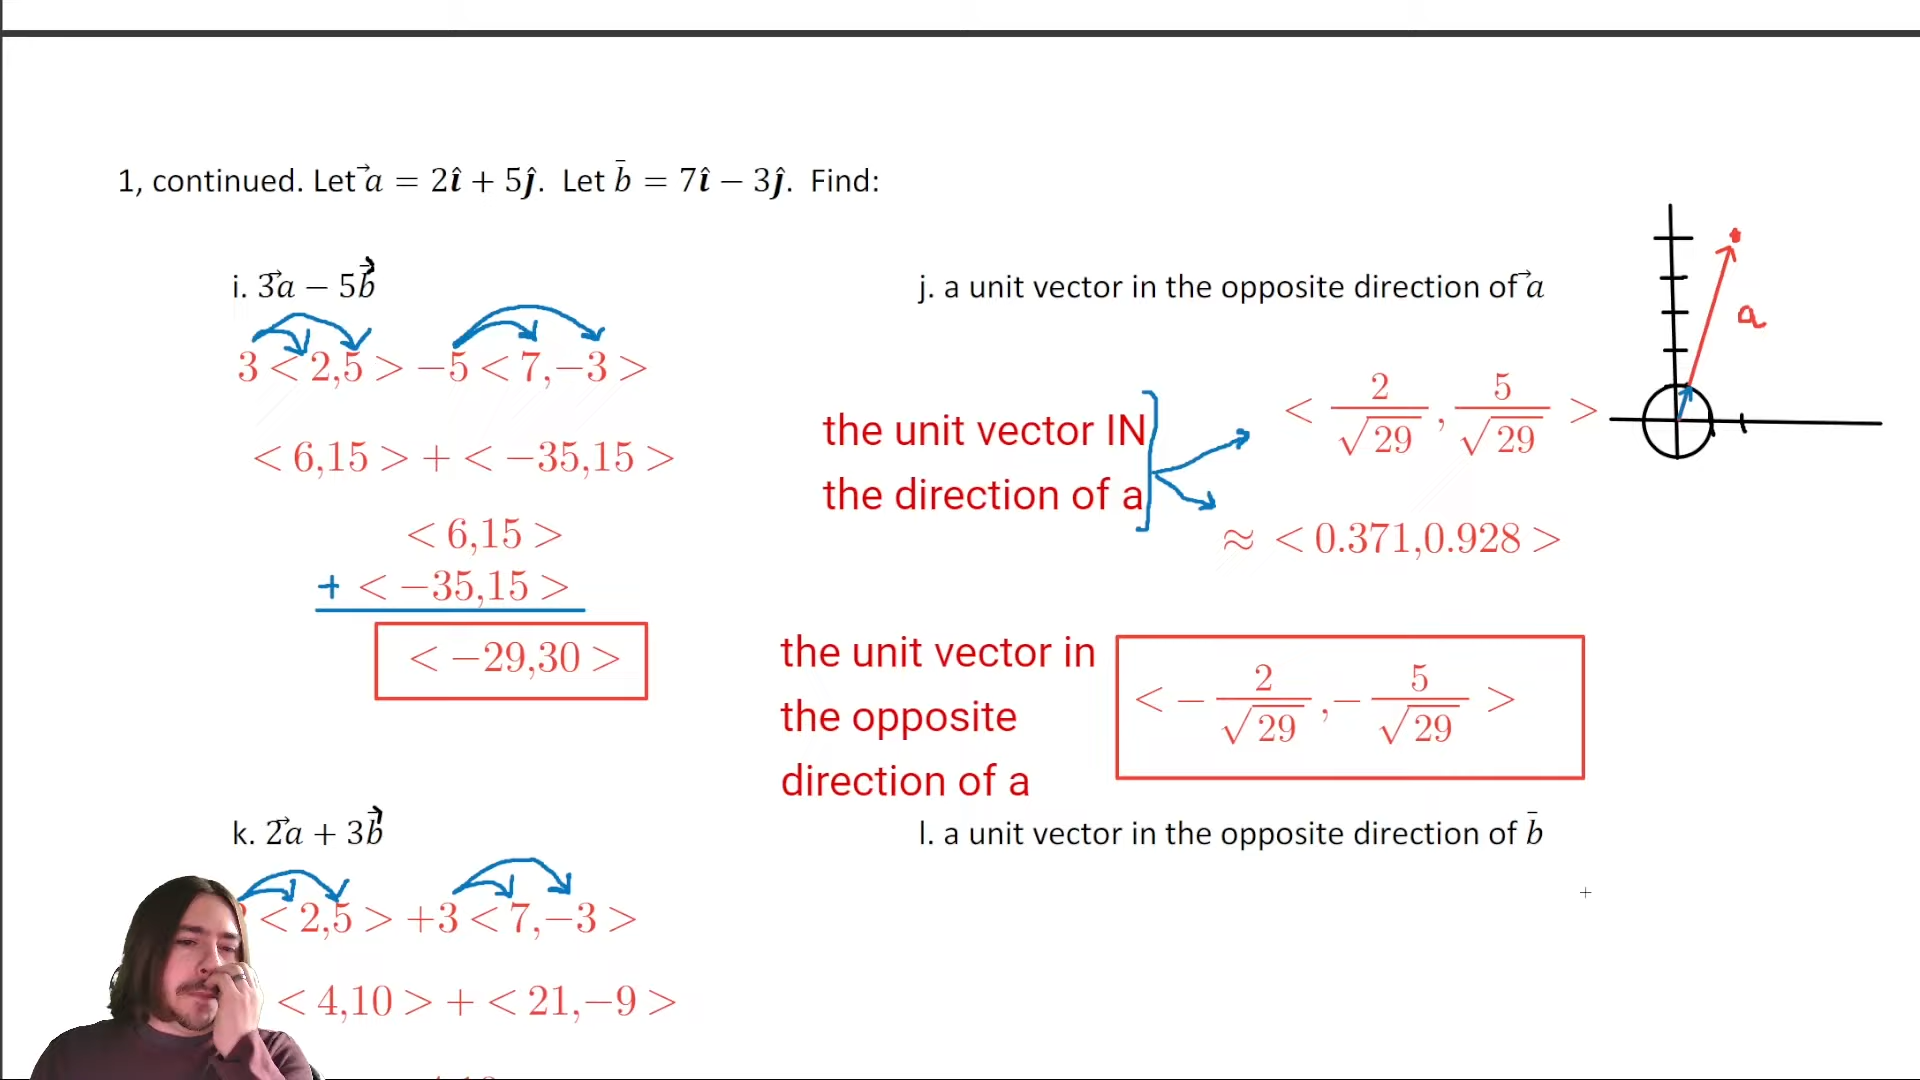 1, continued. Let a⃗ = 2î + 5ĵ.  Let b̄ = 7î − 3ĵ.  Find:
i. 3a⃗ − 5b⃗
3 < 2,5 > −5 < 7,−3 >
< 6,15 > + < −35,15 >
< 6,15 >
+ < −35,15 >
< −29,30 >
j. a unit vector in the opposite direction of a⃗
a
the unit vector IN
the direction of a
< 2/√29 , 5/√29 >
≈ < 0.371,0.928 >
the unit vector in
the opposite
direction of a
< −2/√29 ,−5/√29 >
k. 2a⃗ + 3b⃗
< 2,5 > +3 < 7,−3 >
< 4,10 > + < 21,−9 >
l. a unit vector in the opposite direction of b̄